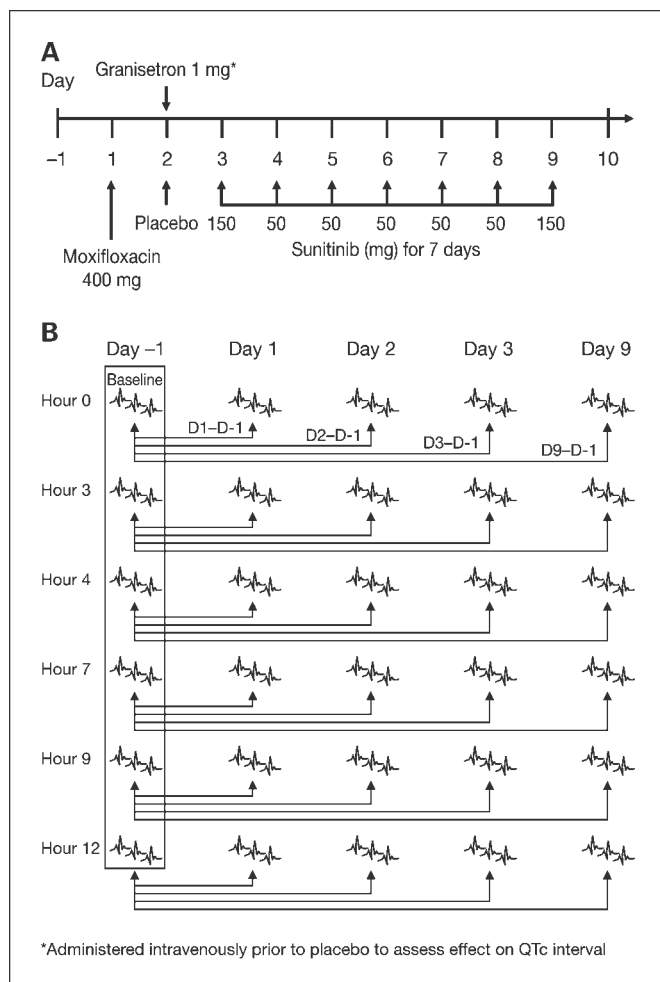 A
Day
Granisetron 1 mg*
–1 1 2 3 4 5 6 7 8 9 10
Placebo
150 50 50 50 50 50 150
Sunitinib (mg) for 7 days
Moxifloxacin
400 mg
B
Day –1 Day 1 Day 2 Day 3 Day 9
Baseline
Hour 0
D1–D-1 D2–D-1 D3–D-1 D9–D-1
Hour 3
Hour 4
Hour 7
Hour 9
Hour 12
*Administered intravenously prior to placebo to assess effect on QTc interval